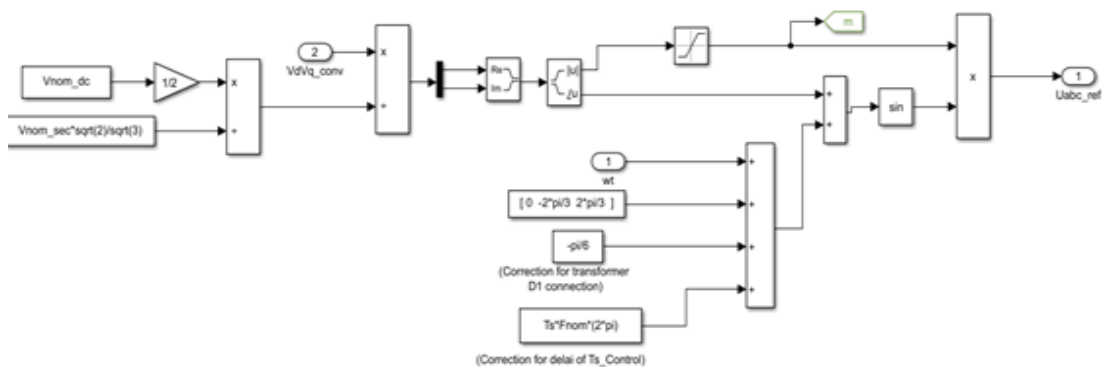 m
2
x
VdVq_conv
Vnom_dc
1/2
x
÷
Re
Im
|u|
∠u
Vnom_sec*sqrt(2)/sqrt(3)
÷
x
1
Uabc_ref
+
+
sin
1
wt
+
[ 0 -2*pi/3 2*pi/3 ]
+
-pi/6
+
(Correction for transformer
D1 connection)
Ts*Fnom*(2*pi)
+
(Correction for delai of Ts_Control)